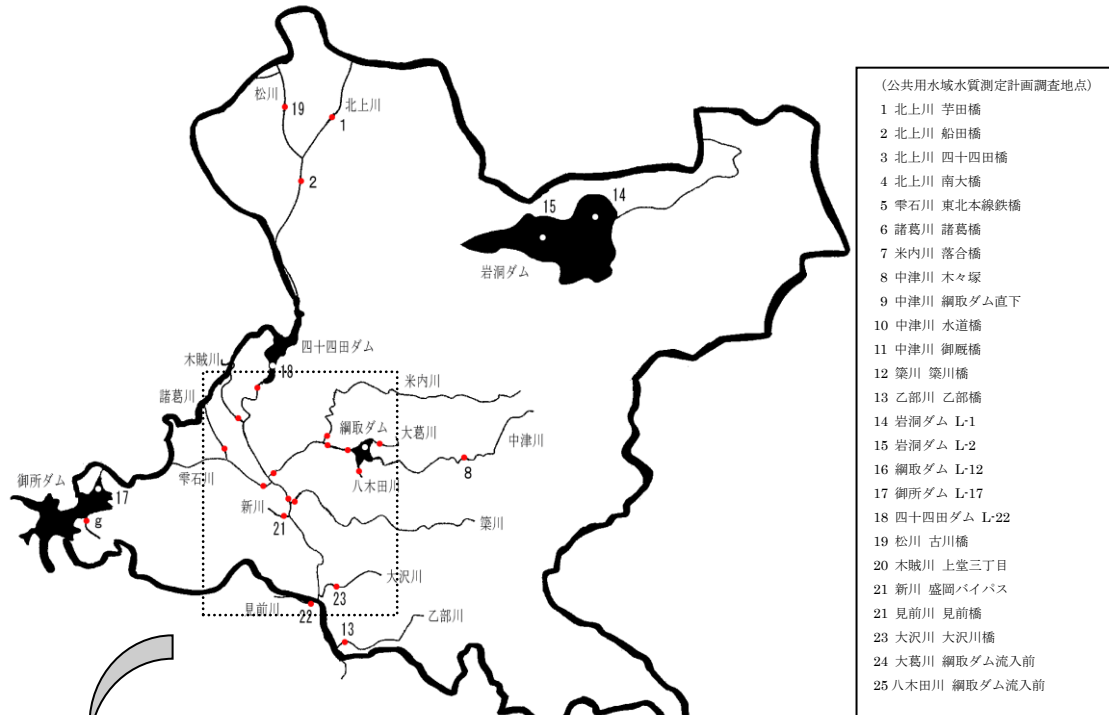 松川
19
北上川
1
2
14
15
岩洞ダム
四十四田ダム
木賊川
18
諸葛川
米内川
綱取ダム
大葛川
中津川
8
八木田川
雫石川
御所ダム
17
g
新川
21
簗川
大沢川
23
見前川
22
乙部川
13
(公共用水域水質測定計画調査地点)
1 北上川 芋田橋
2 北上川 船田橋
3 北上川 四十四田橋
4 北上川 南大橋
5 雫石川 東北本線鉄橋
6 諸葛川 諸葛橋
7 米内川 落合橋
8 中津川 木々塚
9 中津川 綱取ダム直下
10 中津川 水道橋
11 中津川 御厩橋
12 簗川 簗川橋
13 乙部川 乙部橋
14 岩洞ダム L-1
15 岩洞ダム L-2
16 綱取ダム L-12
17 御所ダム L-17
18 四十四田ダム L-22
19 松川 古川橋
20 木賊川 上堂三丁目
21 新川 盛岡バイパス
21 見前川 見前橋
23 大沢川 大沢川橋
24 大葛川 綱取ダム流入前
25 八木田川 綱取ダム流入前